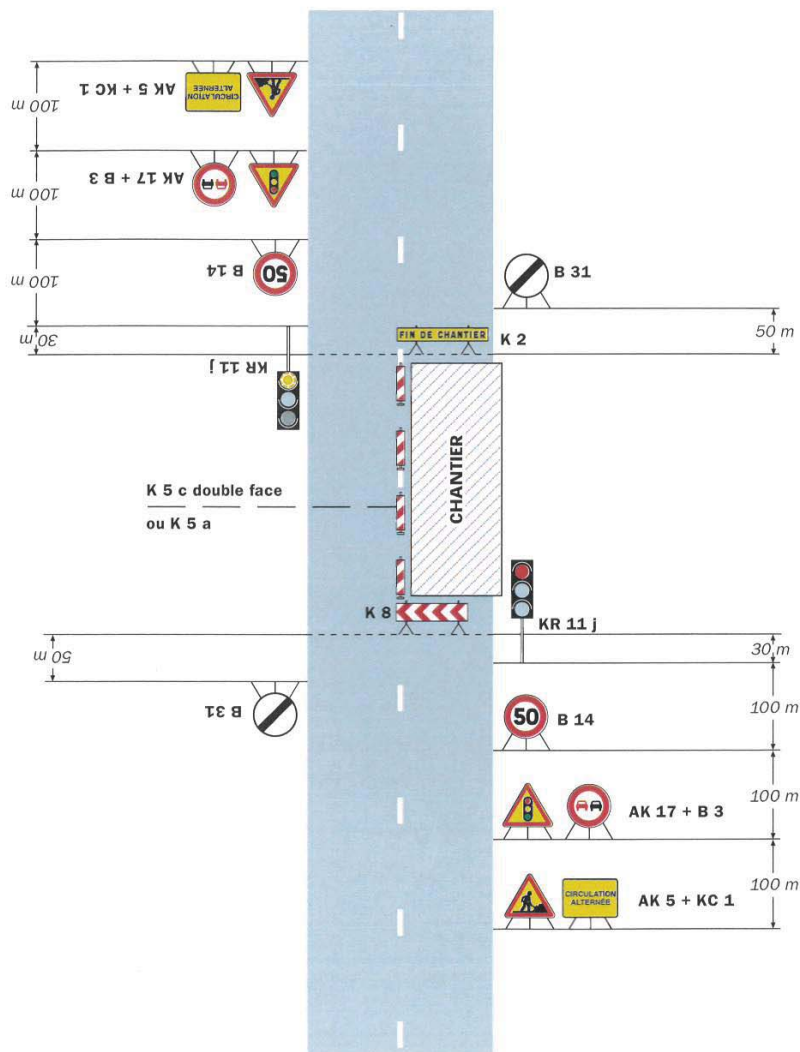 AK 5 + KC 1
CIRCULATION
ALTERNÉE
100 m
AK 17 + B 3
100 m
B 14
50
100 m
30 m
KR 11 j
B 31
50 m
FIN DE CHANTIER
K 2
CHANTIER
K 5 c double face
ou K 5 a
K 8
KR 11 j
30 m
50 m
B 31
50
B 14
100 m
AK 17 + B 3
100 m
CIRCULATION
ALTERNÉE
AK 5 + KC 1
100 m